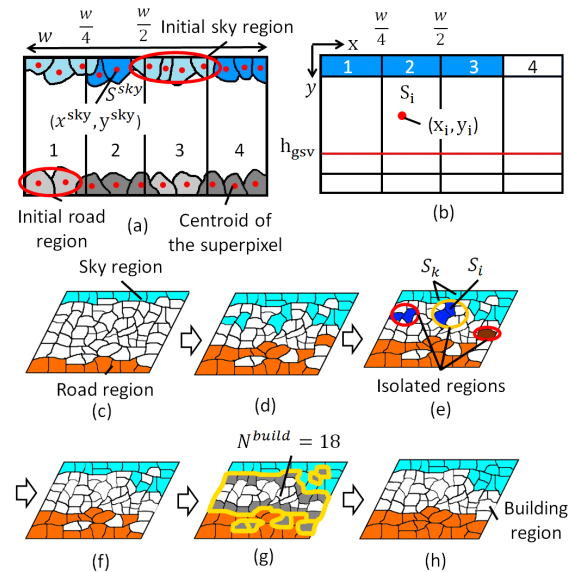 w
w/4
w/2
Initial sky region
S^sky
(x^sky, y^sky)
1 2 3 4
Initial road
region
(a)
Centroid of
the superpixel
x
y
w/4
w/2
1 2 3 4
S_i
(x_i, y_i)
h_gsv
(b)
Sky region
Road region
(c)
(d)
S_k S_i
Isolated regions
(e)
(f)
N^build = 18
(g)
Building
region
(h)